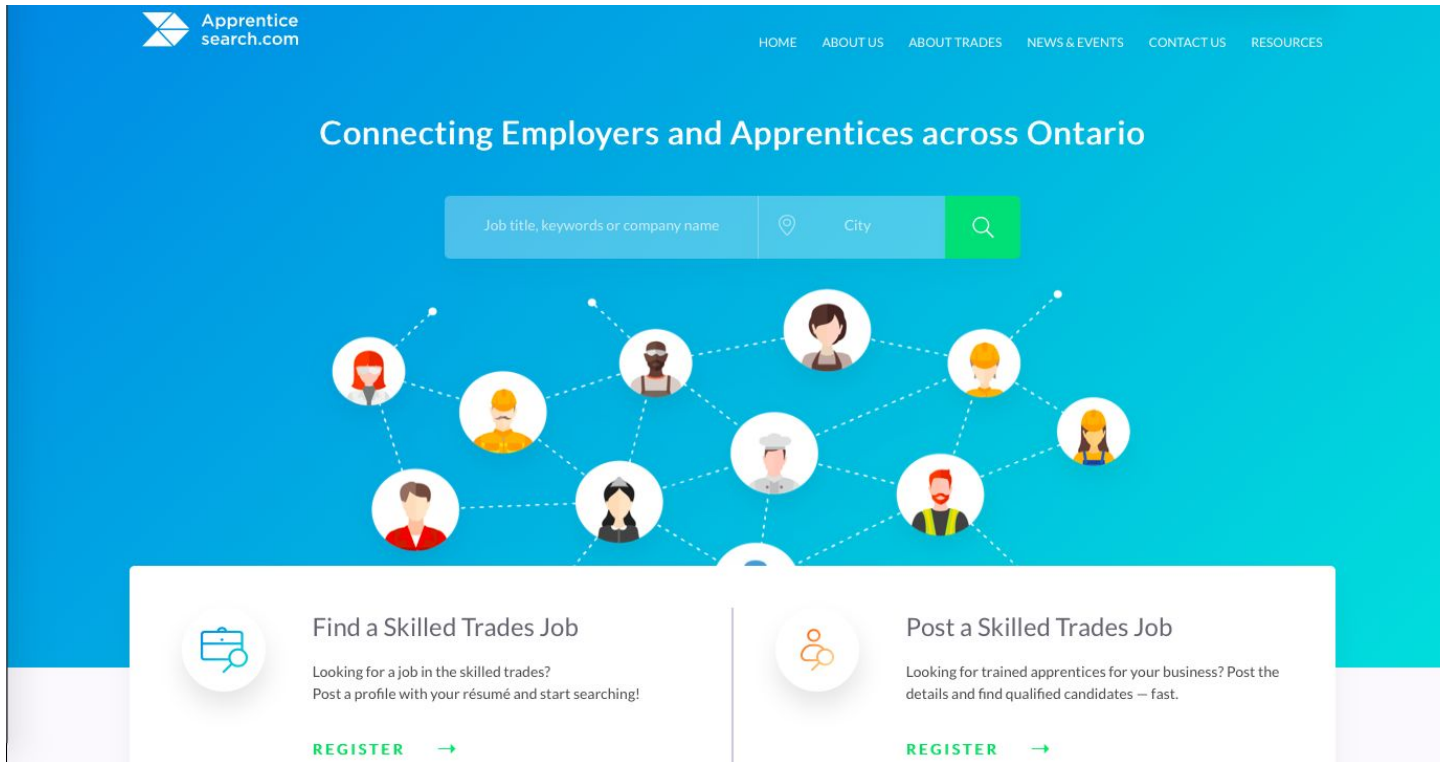 Apprentice
search.com
HOME ABOUT US ABOUT TRADES NEWS & EVENTS CONTACT US RESOURCES
Connecting Employers and Apprentices across Ontario
Job title, keywords or company name City
Find a Skilled Trades Job
Looking for a job in the skilled trades?
Post a profile with your résumé and start searching!
REGISTER →
Post a Skilled Trades Job
Looking for trained apprentices for your business? Post the
details and find qualified candidates — fast.
REGISTER →